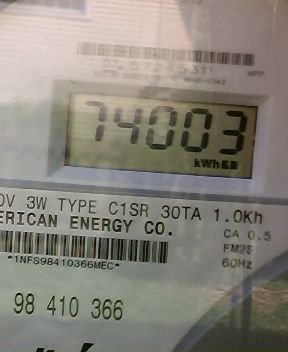 74003
kWh
0V 3W TYPE C1SR 30TA 1.0Kh
ERICAN ENERGY CO.
CA 0.5
FM2S
*1NFS98410366MEC*
60Hz
98 410 366